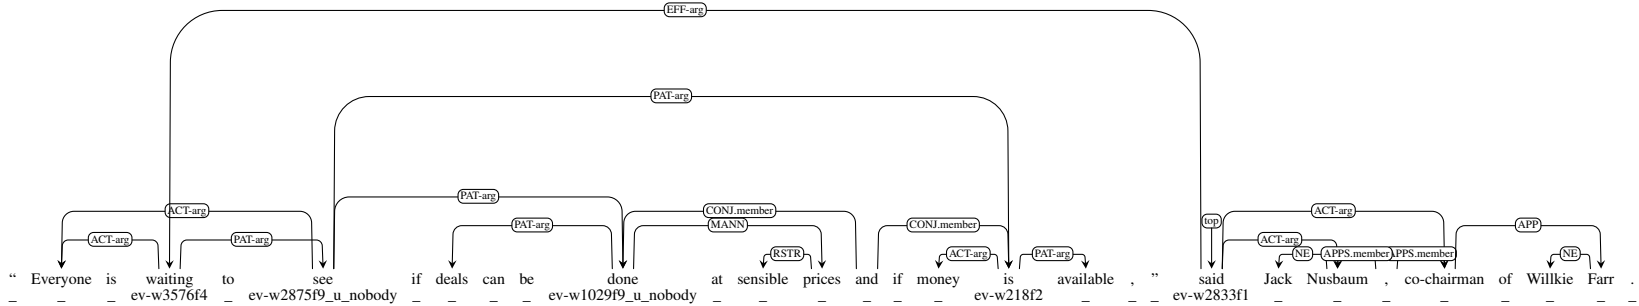 EFF-arg
PAT-arg
PAT-arg
ACT-arg CONJ.member top ACT-arg
PAT-arg MANN CONJ.member APP
ACT-arg PAT-arg ACT-arg
RSTR ACT-arg PAT-arg NE APPS.member APPS.member NE
“ Everyone is waiting to see if deals can be done at sensible prices and if money is available , ” said Jack Nusbaum , co-chairman of Willkie Farr .
_ _ _ ev-w3576f4 _ ev-w2875f9_u_nobody _ _ _ _ ev-w1029f9_u_nobody _ _ _ _ _ _ ev-w218f2 _ _ _ ev-w2833f1 _ _ _ _ _ _ _ _